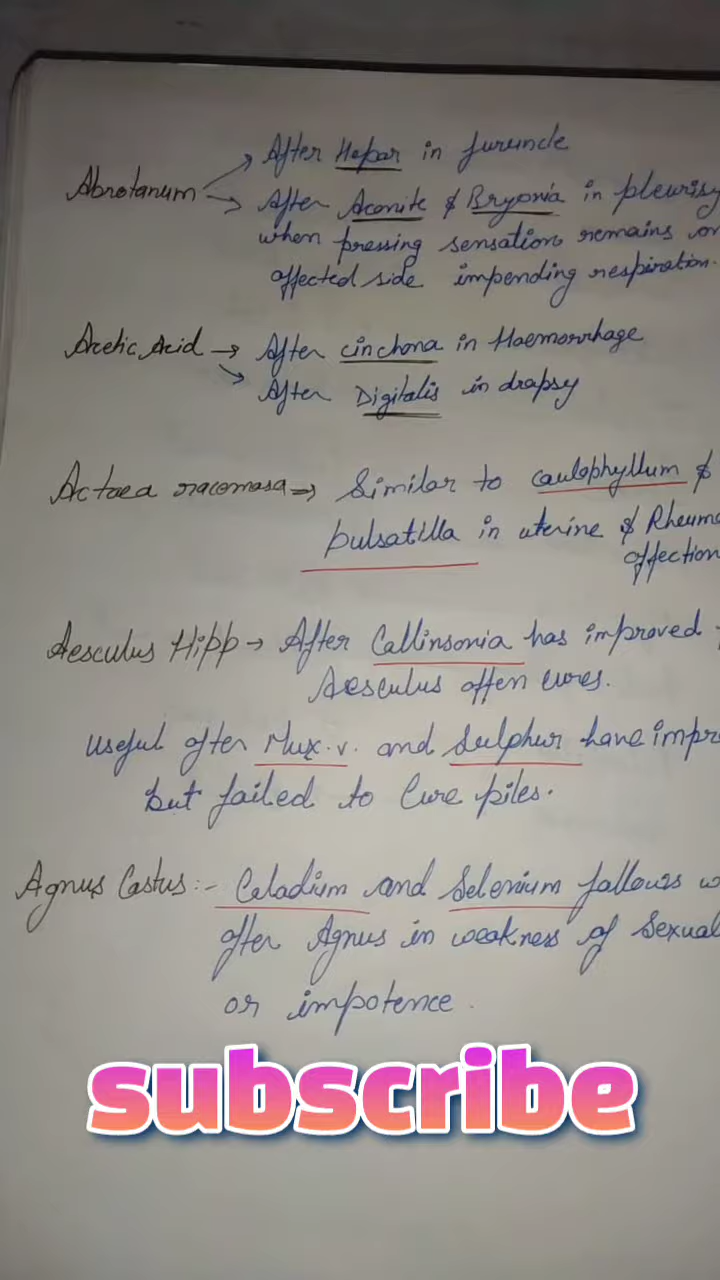 After Hepar in furuncle
Abrotanum
After Aconite & Bryonia in pleurisy
when pressing sensation remains on
affected side impending respiration.
Acetic Acid → After cinchona in Haemorrhage
After Digitalis in drapsy
Actaea racemosa ⇒ Similar to caulophyllum &
pulsatilla in uterine & Rheuma
affection
Aesculus Hipp → After Collinsonia has improved
Aesculus often cures.
Useful after Nux.v. and Sulphur have impr
but failed to Cure piles.
Agnus Castus:- Caladium and Selenium follows w
after Agnus in weakness of Sexual
or impotence.
subscribe